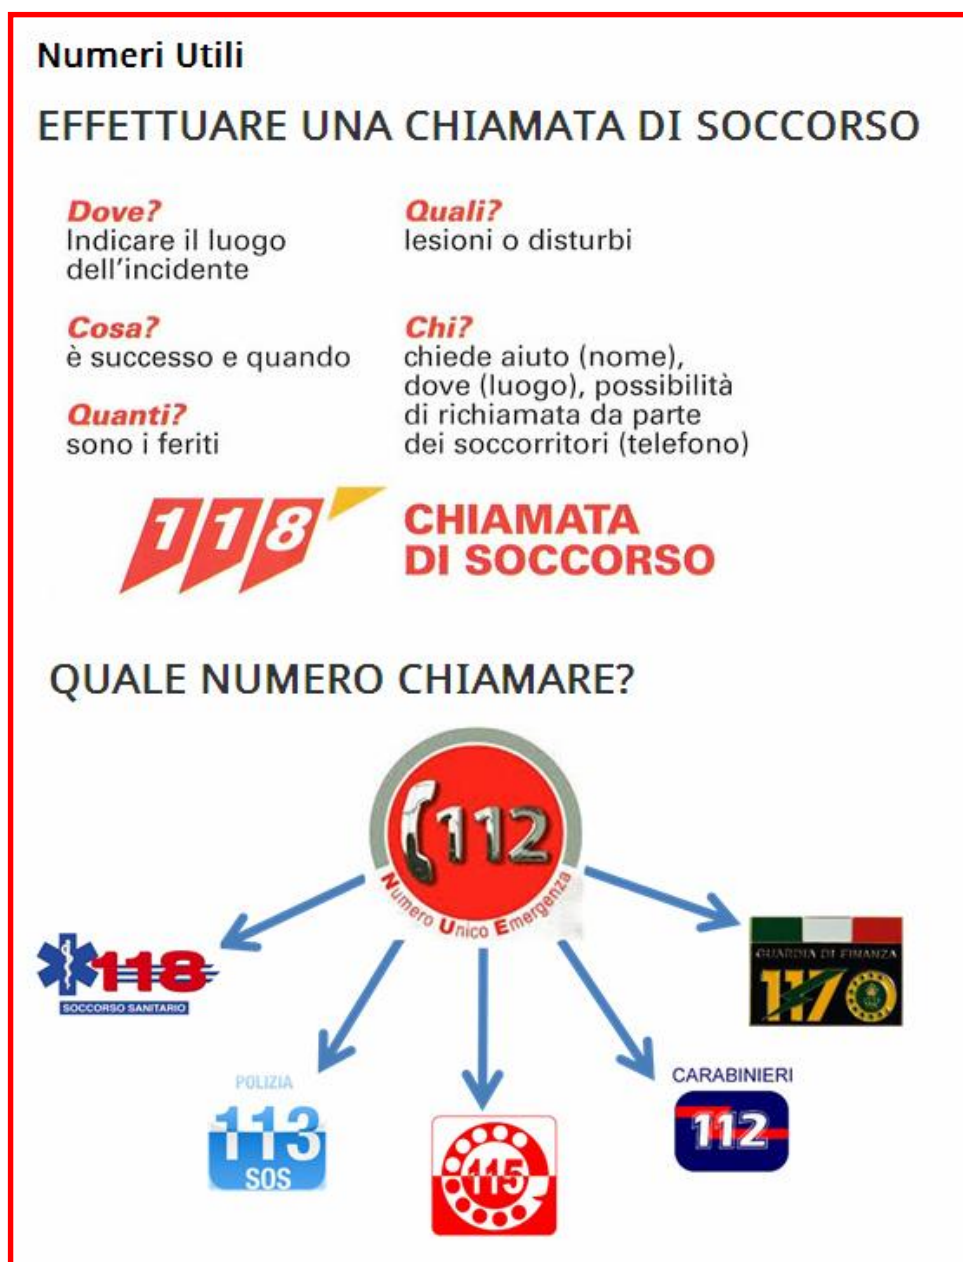 Numeri Utili
EFFETTUARE UNA CHIAMATA DI SOCCORSO
Dove?
Indicare il luogo
dell'incidente
Cosa?
è successo e quando
Quanti?
sono i feriti
Quali?
lesioni o disturbi
Chi?
chiede aiuto (nome),
dove (luogo), possibilità
di richiamata da parte
dei soccorritori (telefono)
118
CHIAMATA
DI SOCCORSO
QUALE NUMERO CHIAMARE?
112
Numero Unico Emergenza
118
SOCCORSO SANITARIO
POLIZIA
113
SOS
115
CARABINIERI
112
GUARDIA DI FINANZA
117